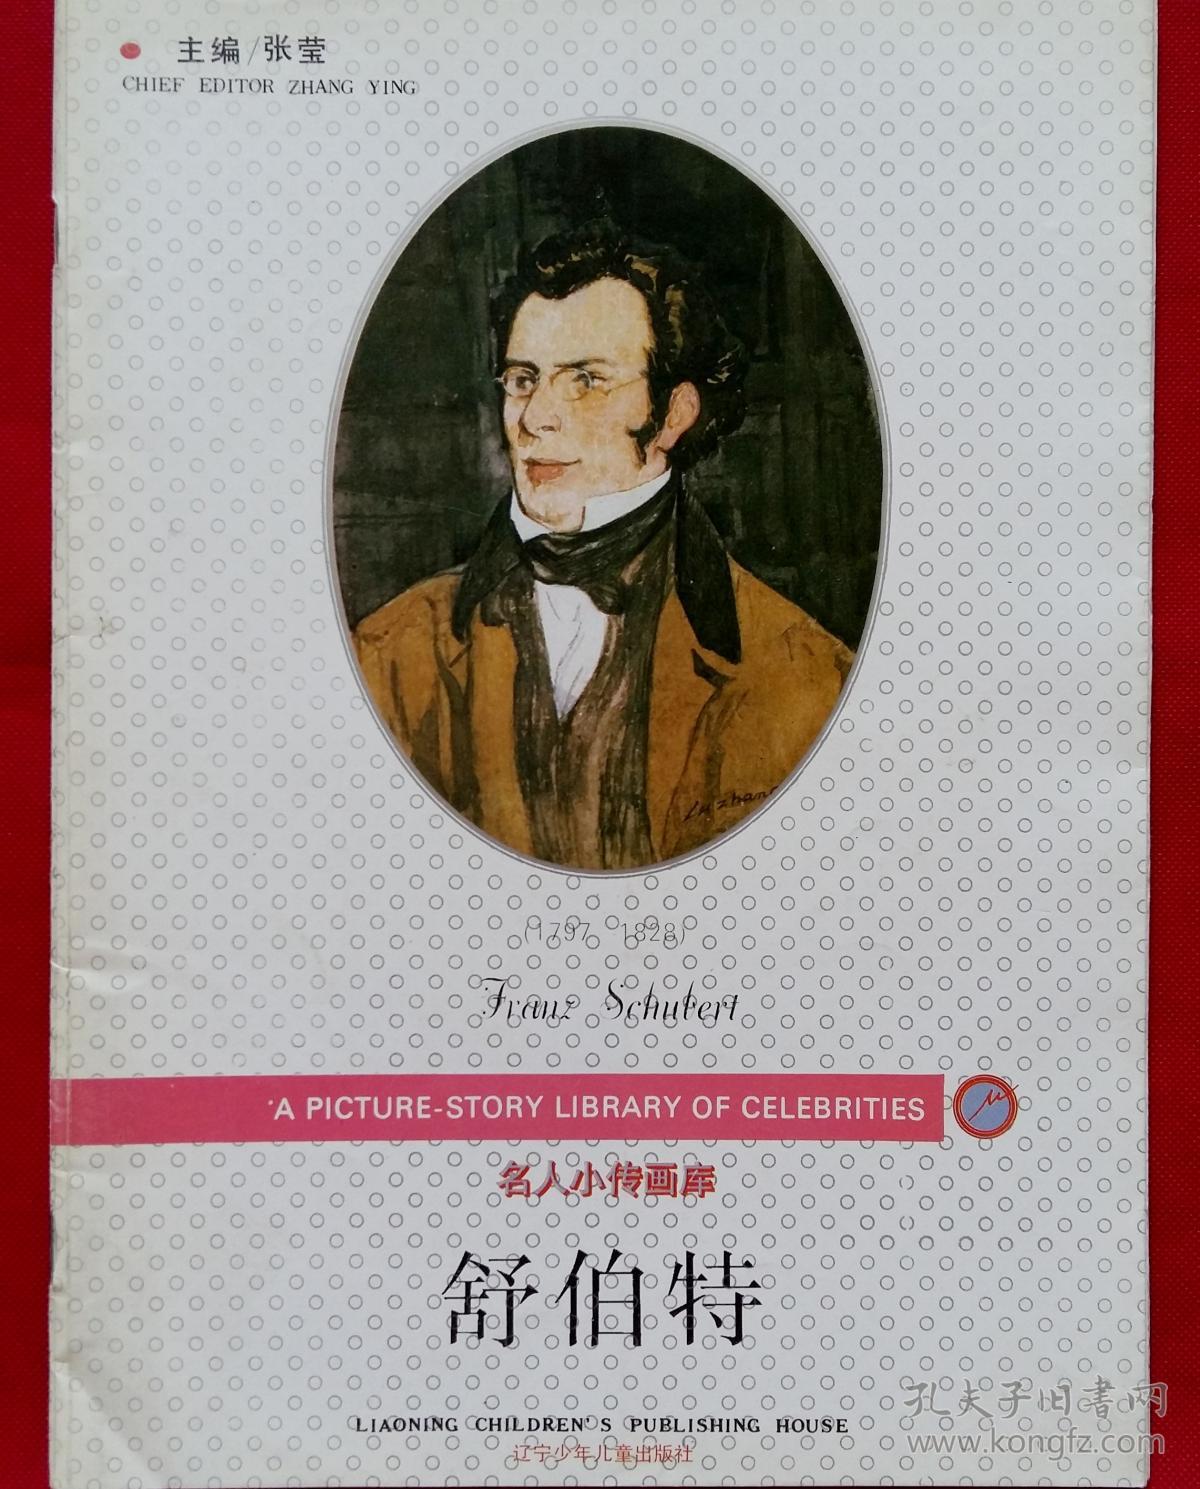 主编/张莹
CHIEF EDITOR ZHANG YING
Luzhang
(1797 1828)
Franz Schubert
A PICTURE-STORY LIBRARY OF CELEBRITIES
名人小传画库
舒伯特
LIAONING CHILDREN'S PUBLISHING HOUSE
辽宁少年儿童出版社
孔夫子旧書网
www.kongfz.com